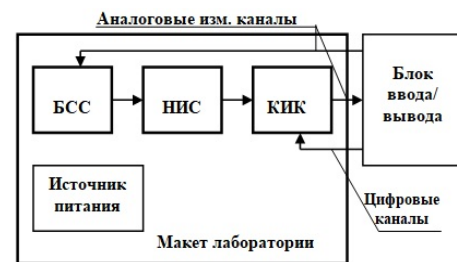 Аналоговые изм. каналы
БСС
НИС
КИК
Блок
ввода/
вывода
Источник
питания
Цифровые
каналы
Макет лаборатории